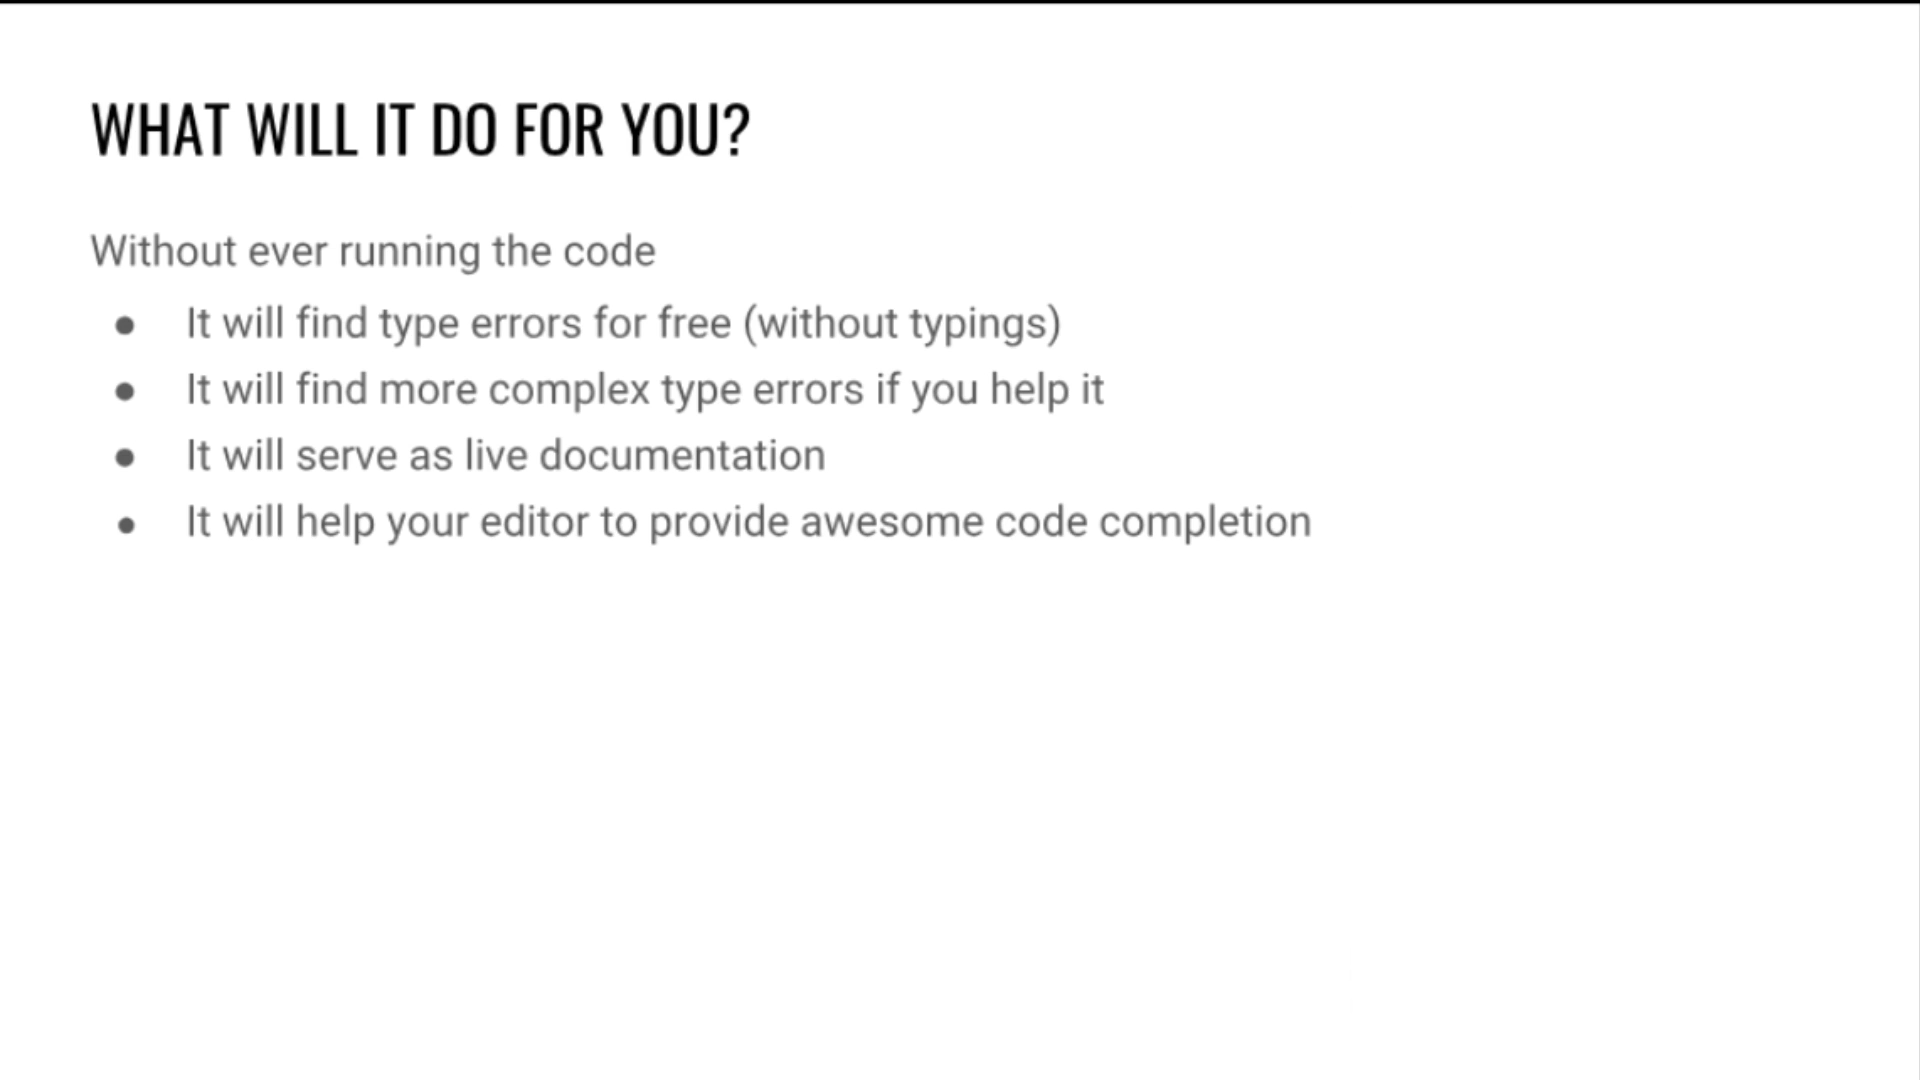 WHAT WILL IT DO FOR YOU?
Without ever running the code
● It will find type errors for free (without typings)
● It will find more complex type errors if you help it
● It will serve as live documentation
● It will help your editor to provide awesome code completion